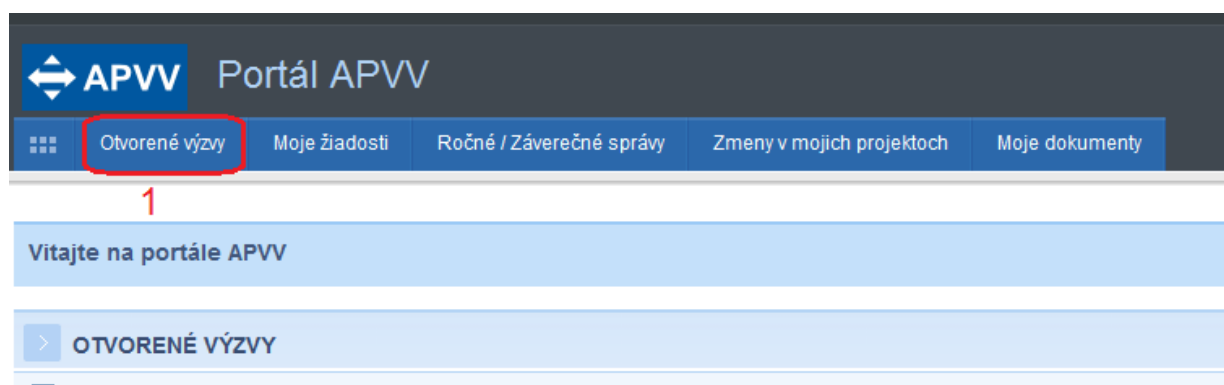 APVV Portál APVV
Otvorené výzvy Moje žiadosti Ročné / Záverečné správy Zmeny v mojich projektoch Moje dokumenty
1
Vitajte na portále APVV
OTVORENÉ VÝZVY